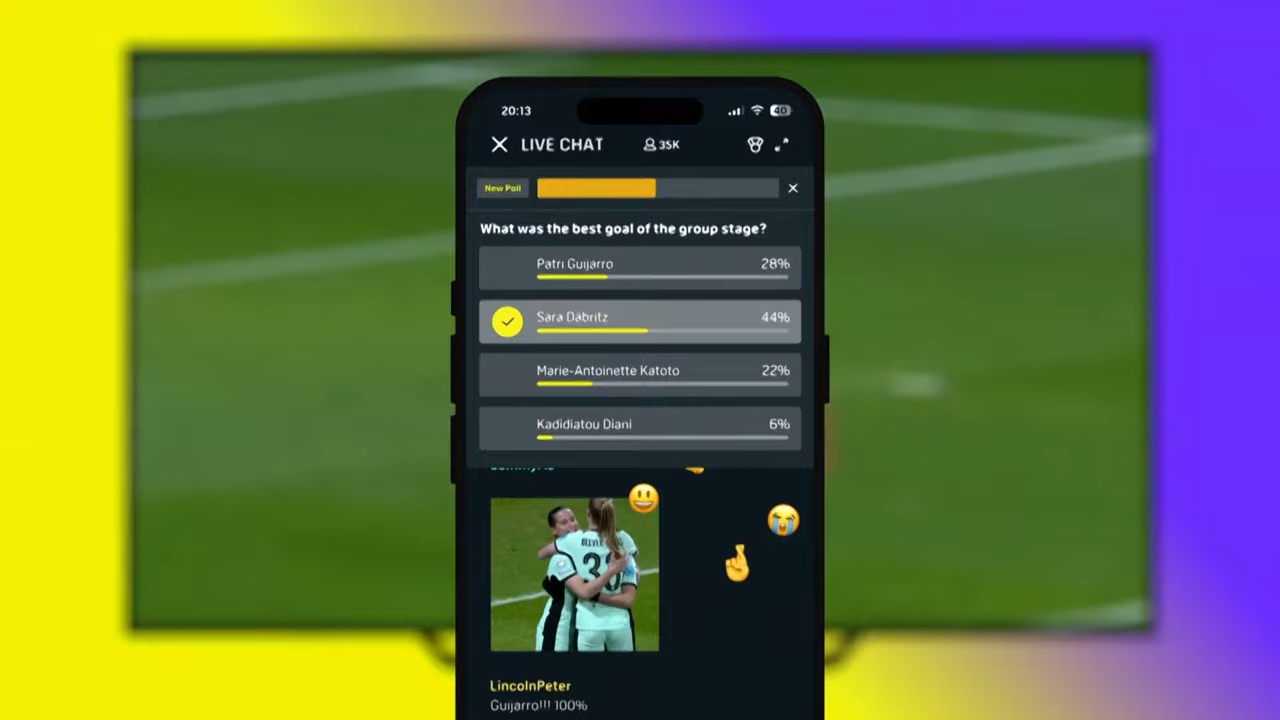 20:13
40
LIVE CHAT
35K
New Poll
What was the best goal of the group stage?
Patri Guijarro
28%
Sara Däbritz
44%
Marie-Antoinette Katoto
22%
Kadidiatou Diani
6%
LincolnPeter
Guijarro!!! 100%